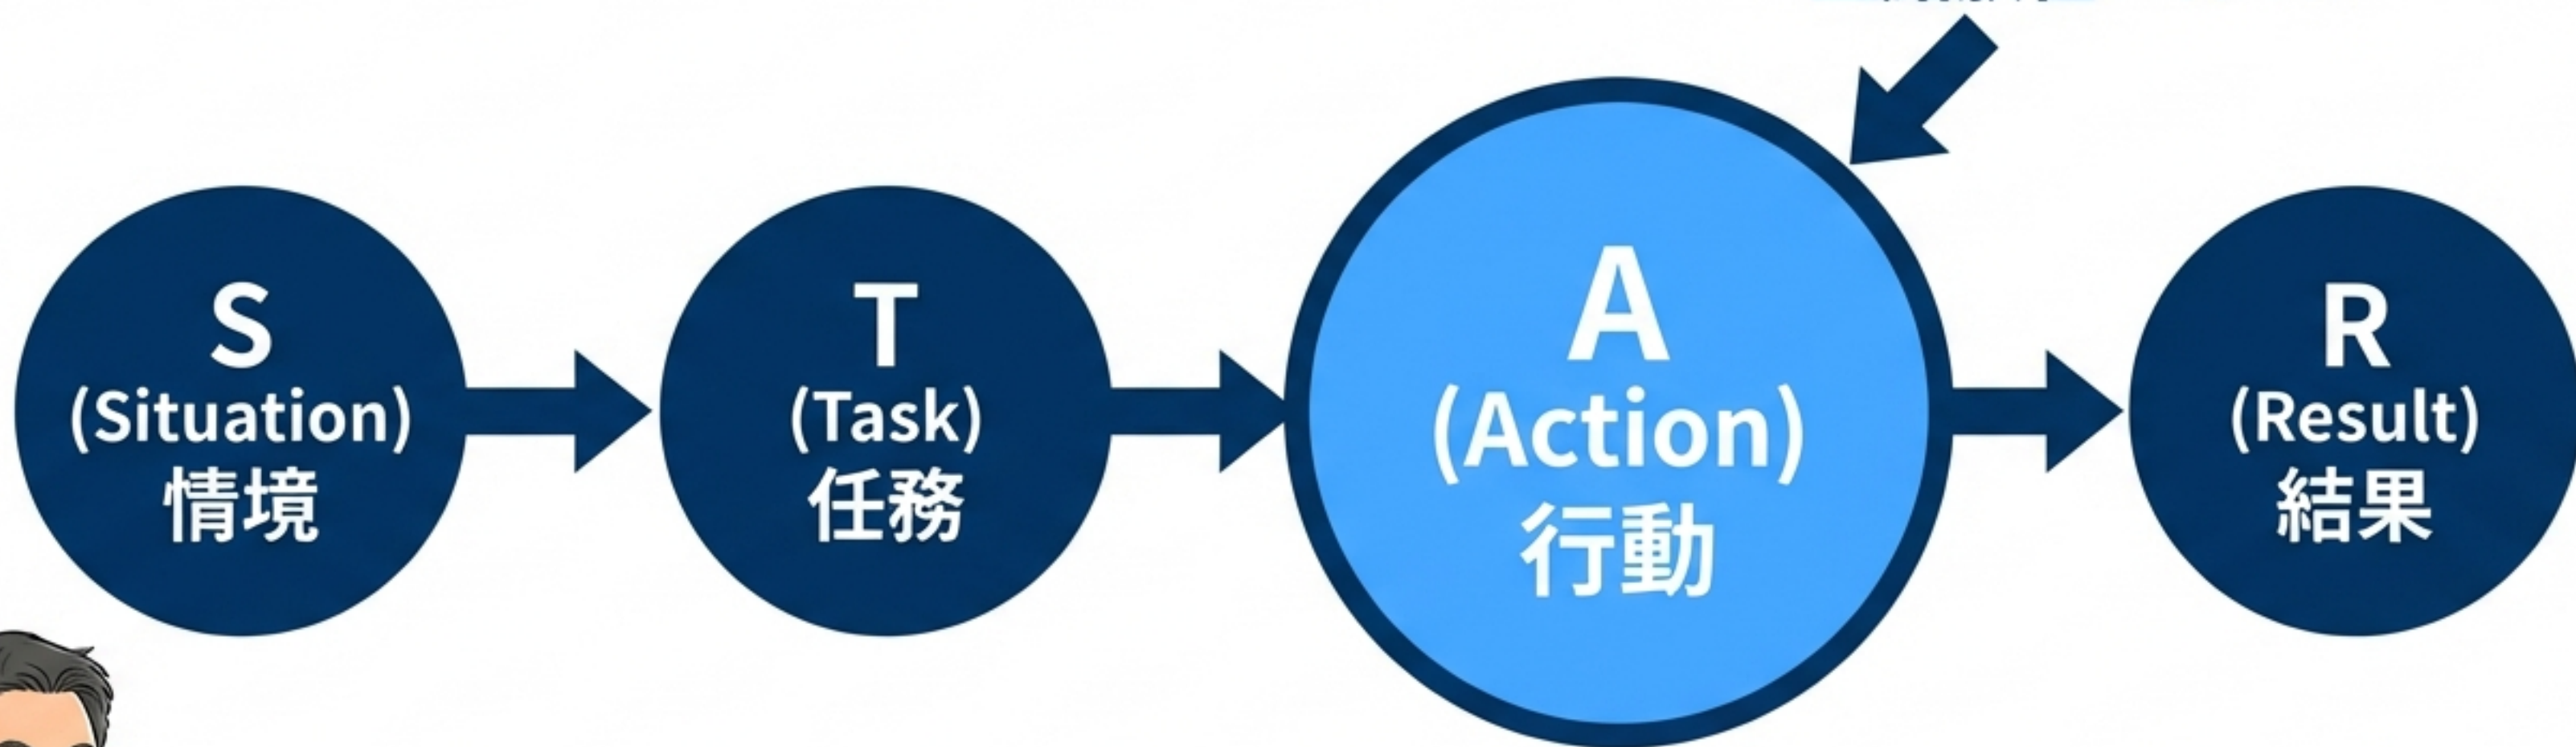 S
(Situation)
情境
T
(Task)
任務
A
(Action)
行動
R
(Result)
結果